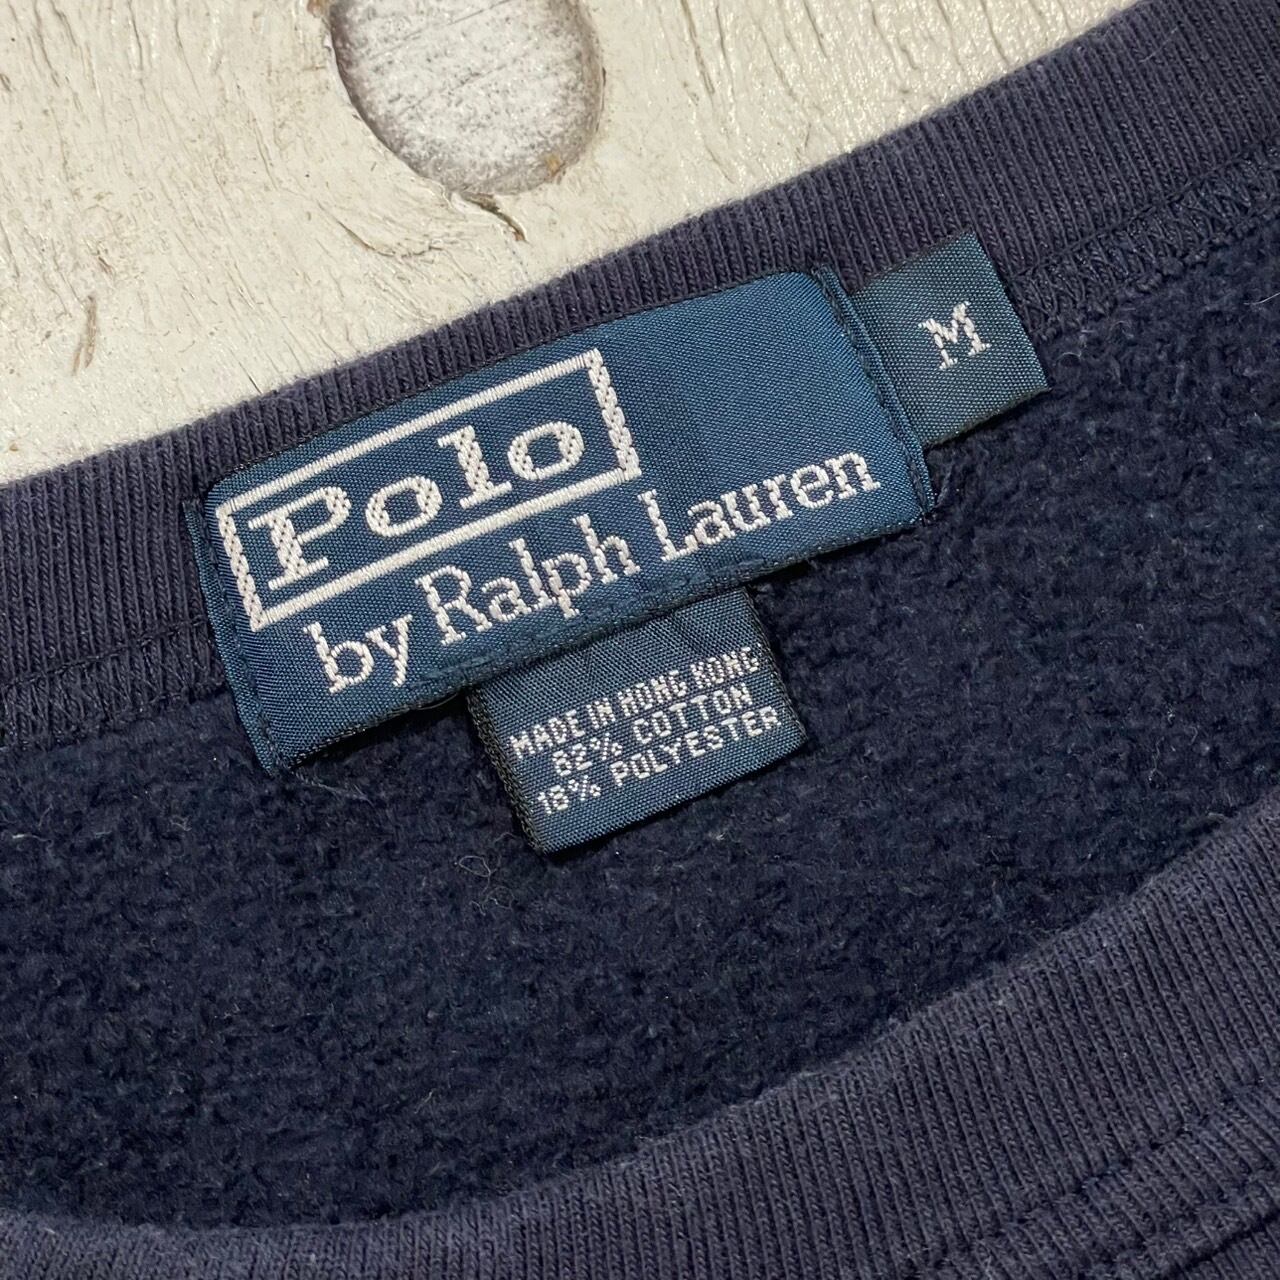 Polo
by Ralph Lauren
M
MADE IN HONG KONG
82% COTTON
18% POLYESTER